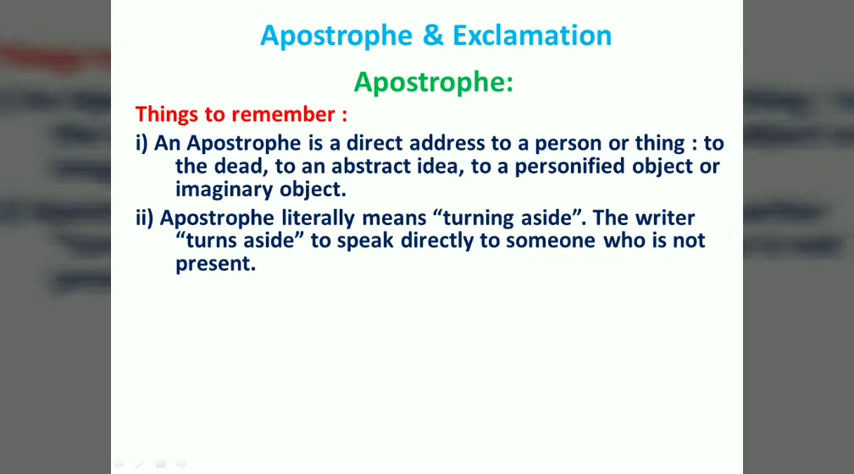 Apostrophe & Exclamation
Apostrophe:
Things to remember :
i) An Apostrophe is a direct address to a person or thing : to
the dead, to an abstract idea, to a personified object or
imaginary object.
ii) Apostrophe literally means “turning aside”. The writer
“turns aside” to speak directly to someone who is not
present.